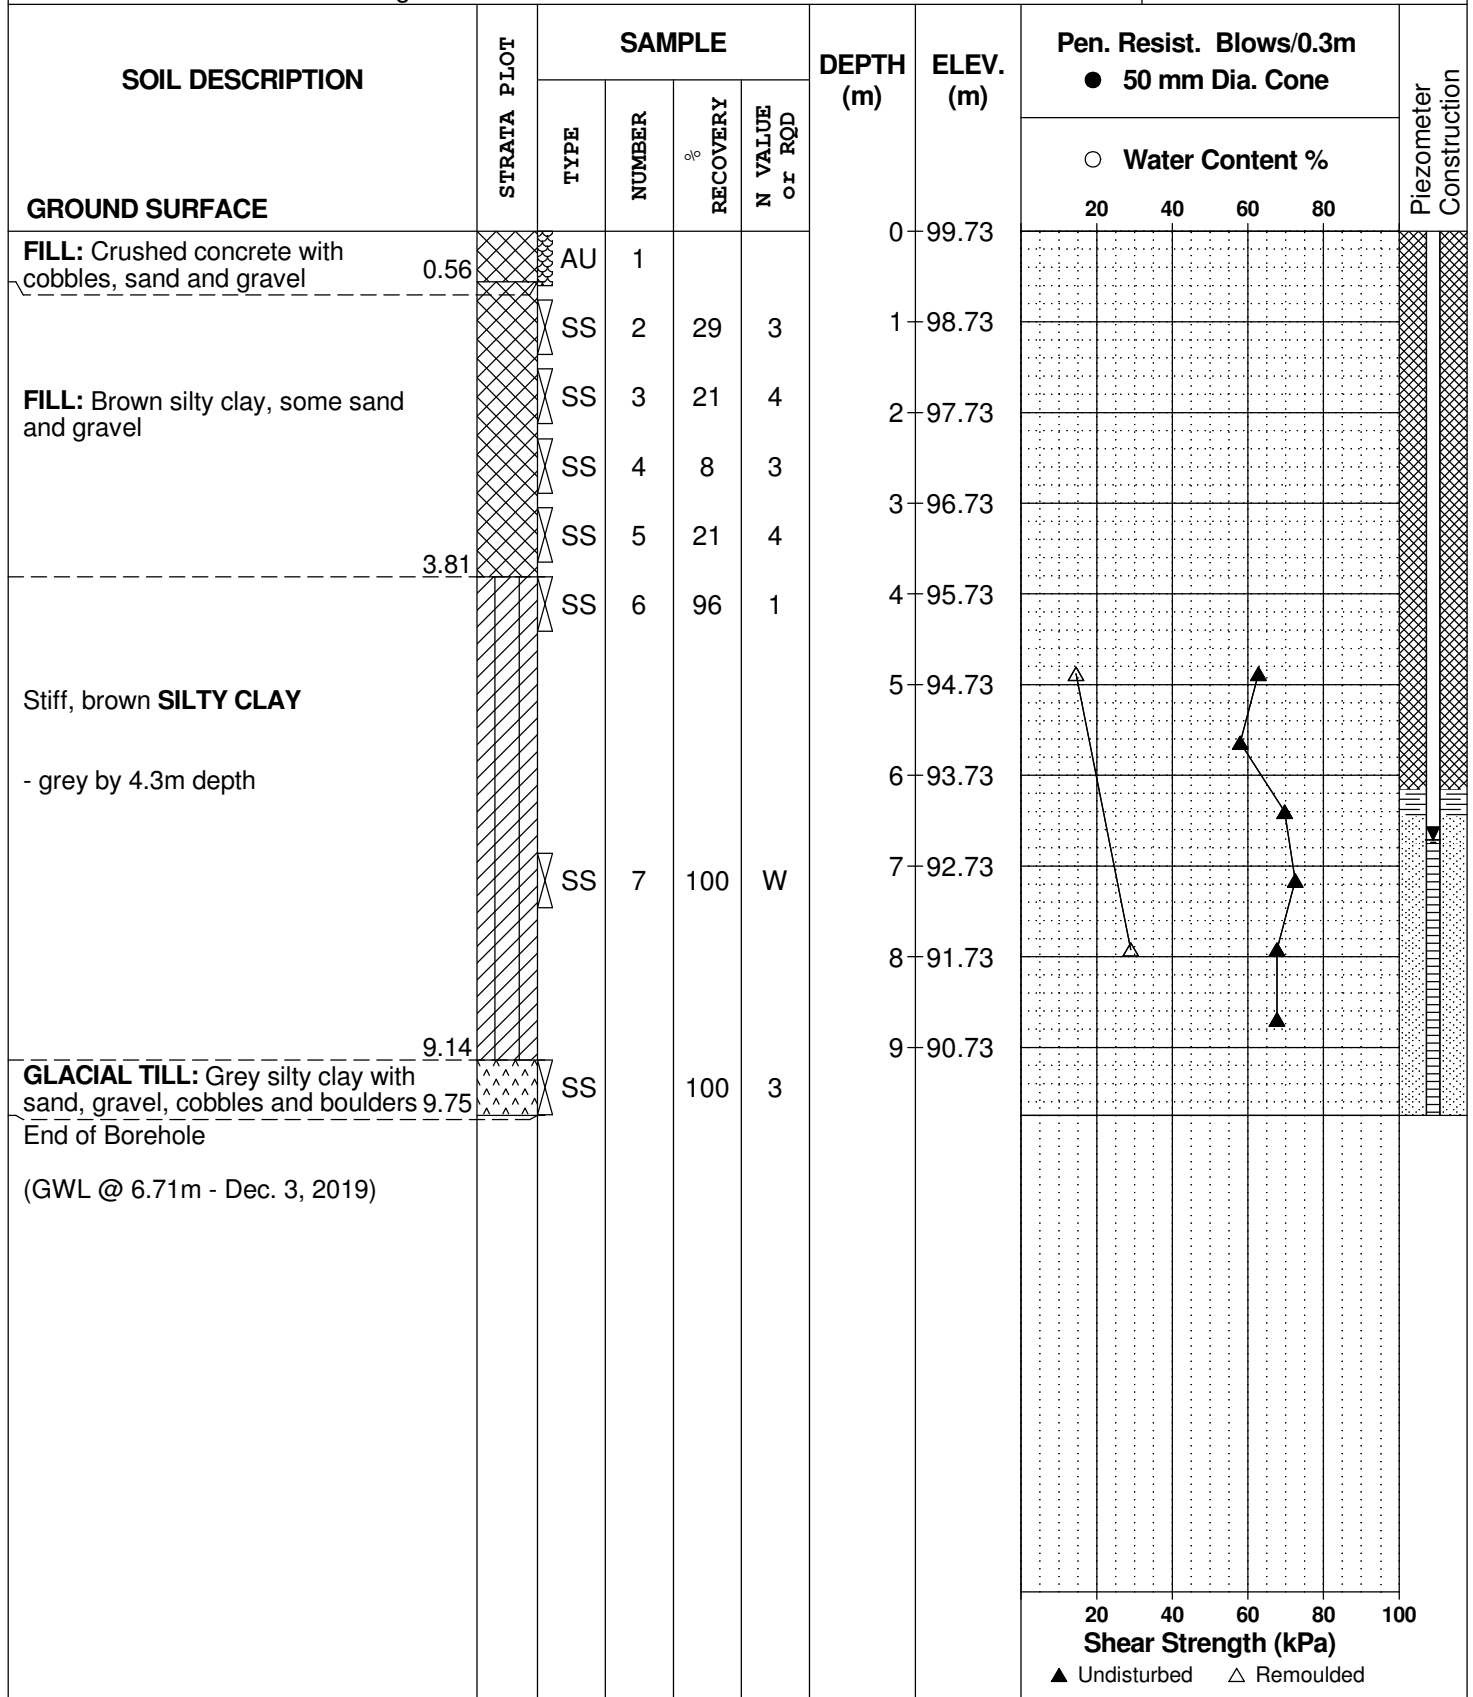 SOIL DESCRIPTION
GROUND SURFACE
STRATA PLOT
SAMPLE
TYPE
NUMBER
%
RECOVERY
N VALUE
or RQD
DEPTH
(m)
ELEV.
(m)
Pen. Resist. Blows/0.3m
● 50 mm Dia. Cone
○ Water Content %
20 40 60 80
Piezometer
Construction
0 99.73
FILL: Crushed concrete with
cobbles, sand and gravel 0.56
AU 1
SS 2 29 3
1 98.73
FILL: Brown silty clay, some sand
and gravel
SS 3 21 4
2 97.73
SS 4 8 3
3 96.73
SS 5 21 4
3.81
SS 6 96 1
4 95.73
Stiff, brown SILTY CLAY
5 94.73
- grey by 4.3m depth
6 93.73
7 92.73
SS 7 100 W
8 91.73
9.14
9 90.73
GLACIAL TILL: Grey silty clay with
sand, gravel, cobbles and boulders 9.75
SS 100 3
End of Borehole
(GWL @ 6.71m - Dec. 3, 2019)
20 40 60 80 100
Shear Strength (kPa)
▲ Undisturbed △ Remoulded